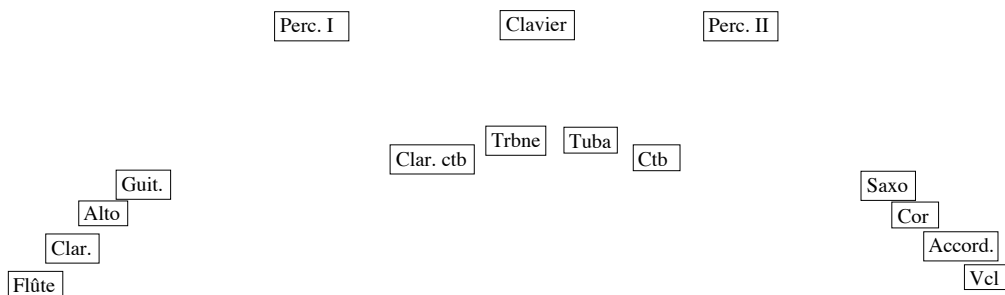 Perc. I
Clavier
Perc. II
Clar. ctb
Trbne
Tuba
Ctb
Guit.
Alto
Clar.
Flûte
Saxo
Cor
Accord.
Vcl